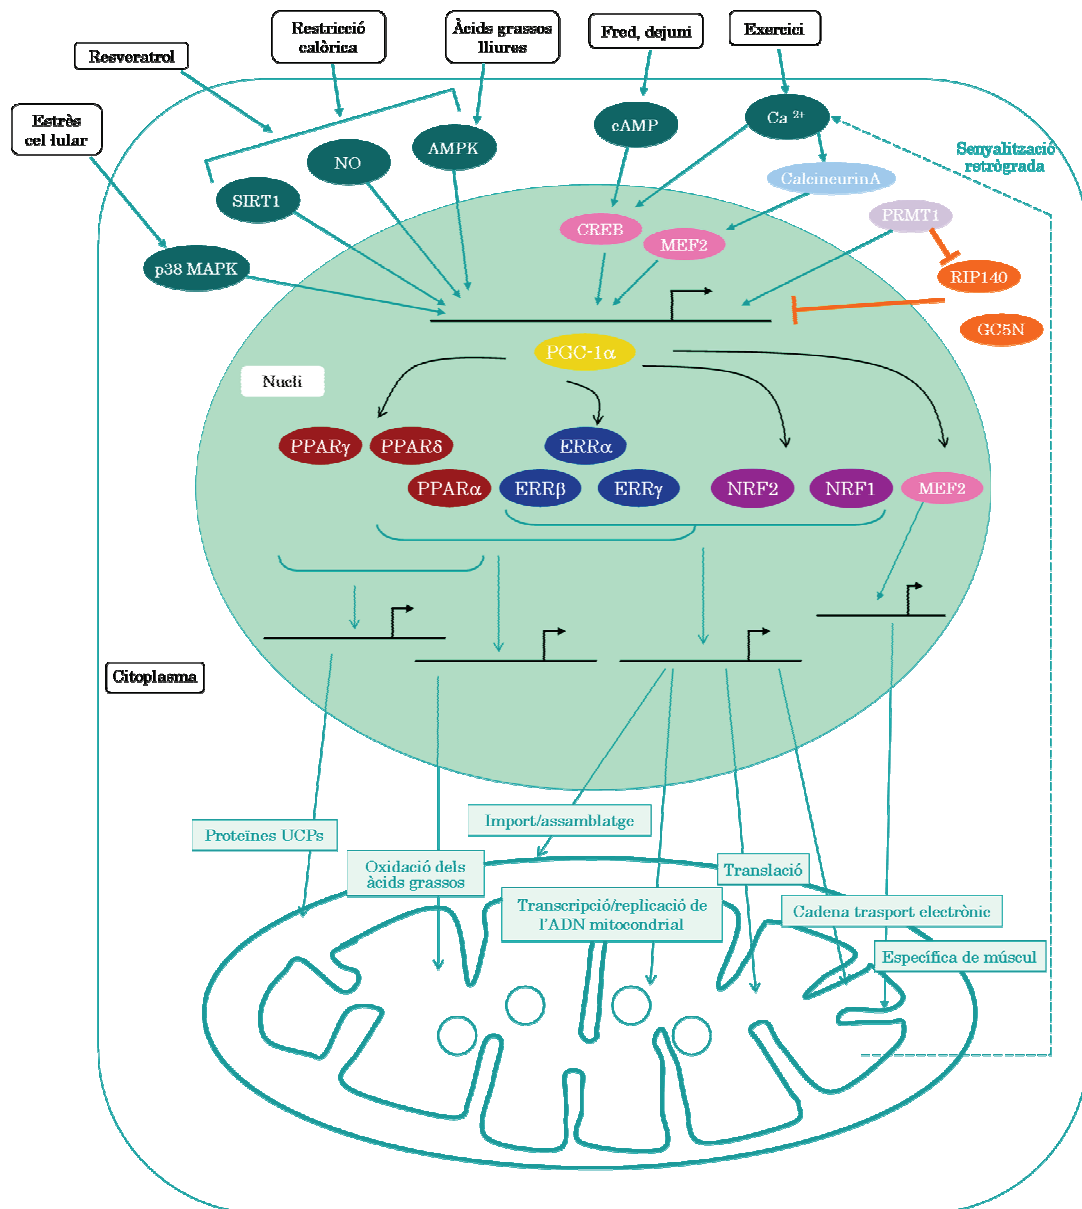 Restricció
calòrica
Àcids grassos
lliures
Fred, dejuni
Exercici
Resveratrol
Estrès
cel·lular
cAMP
Ca 2+
AMPK
NO
SIRT1
p38 MAPK
Senyalització
retrògrada
CalcineurinA
PRMT1
CREB
MEF2
RIP140
GC5N
PGC-1α
Nucli
PPARγ
PPARδ
ERRα
PPARα
ERRβ
ERRγ
NRF2
NRF1
MEF2
Citoplasma
Proteïnes UCPs
Import/assamblatge
Oxidació dels
àcids grassos
Translació
Transcripció/replicació de
l'ADN mitocondrial
Cadena trasport electrònic
Específica de múscul